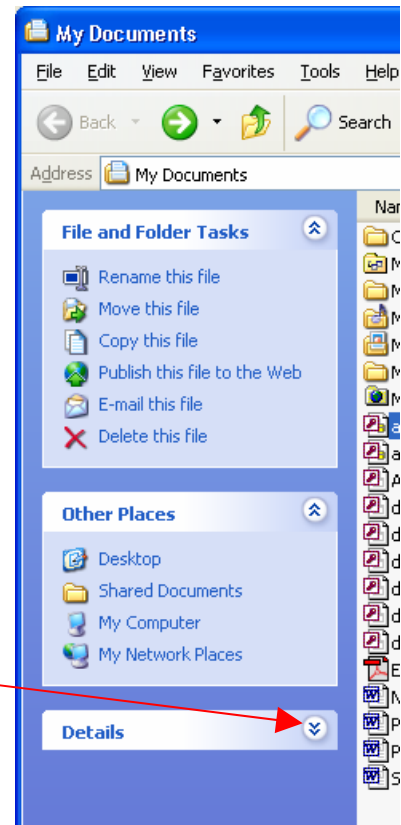 My Documents
File Edit View Favorites Tools Help
Back Search
Address My Documents
File and Folder Tasks
Rename this file
Move this file
Copy this file
Publish this file to the Web
E-mail this file
Delete this file
Other Places
Desktop
Shared Documents
My Computer
My Network Places
Details